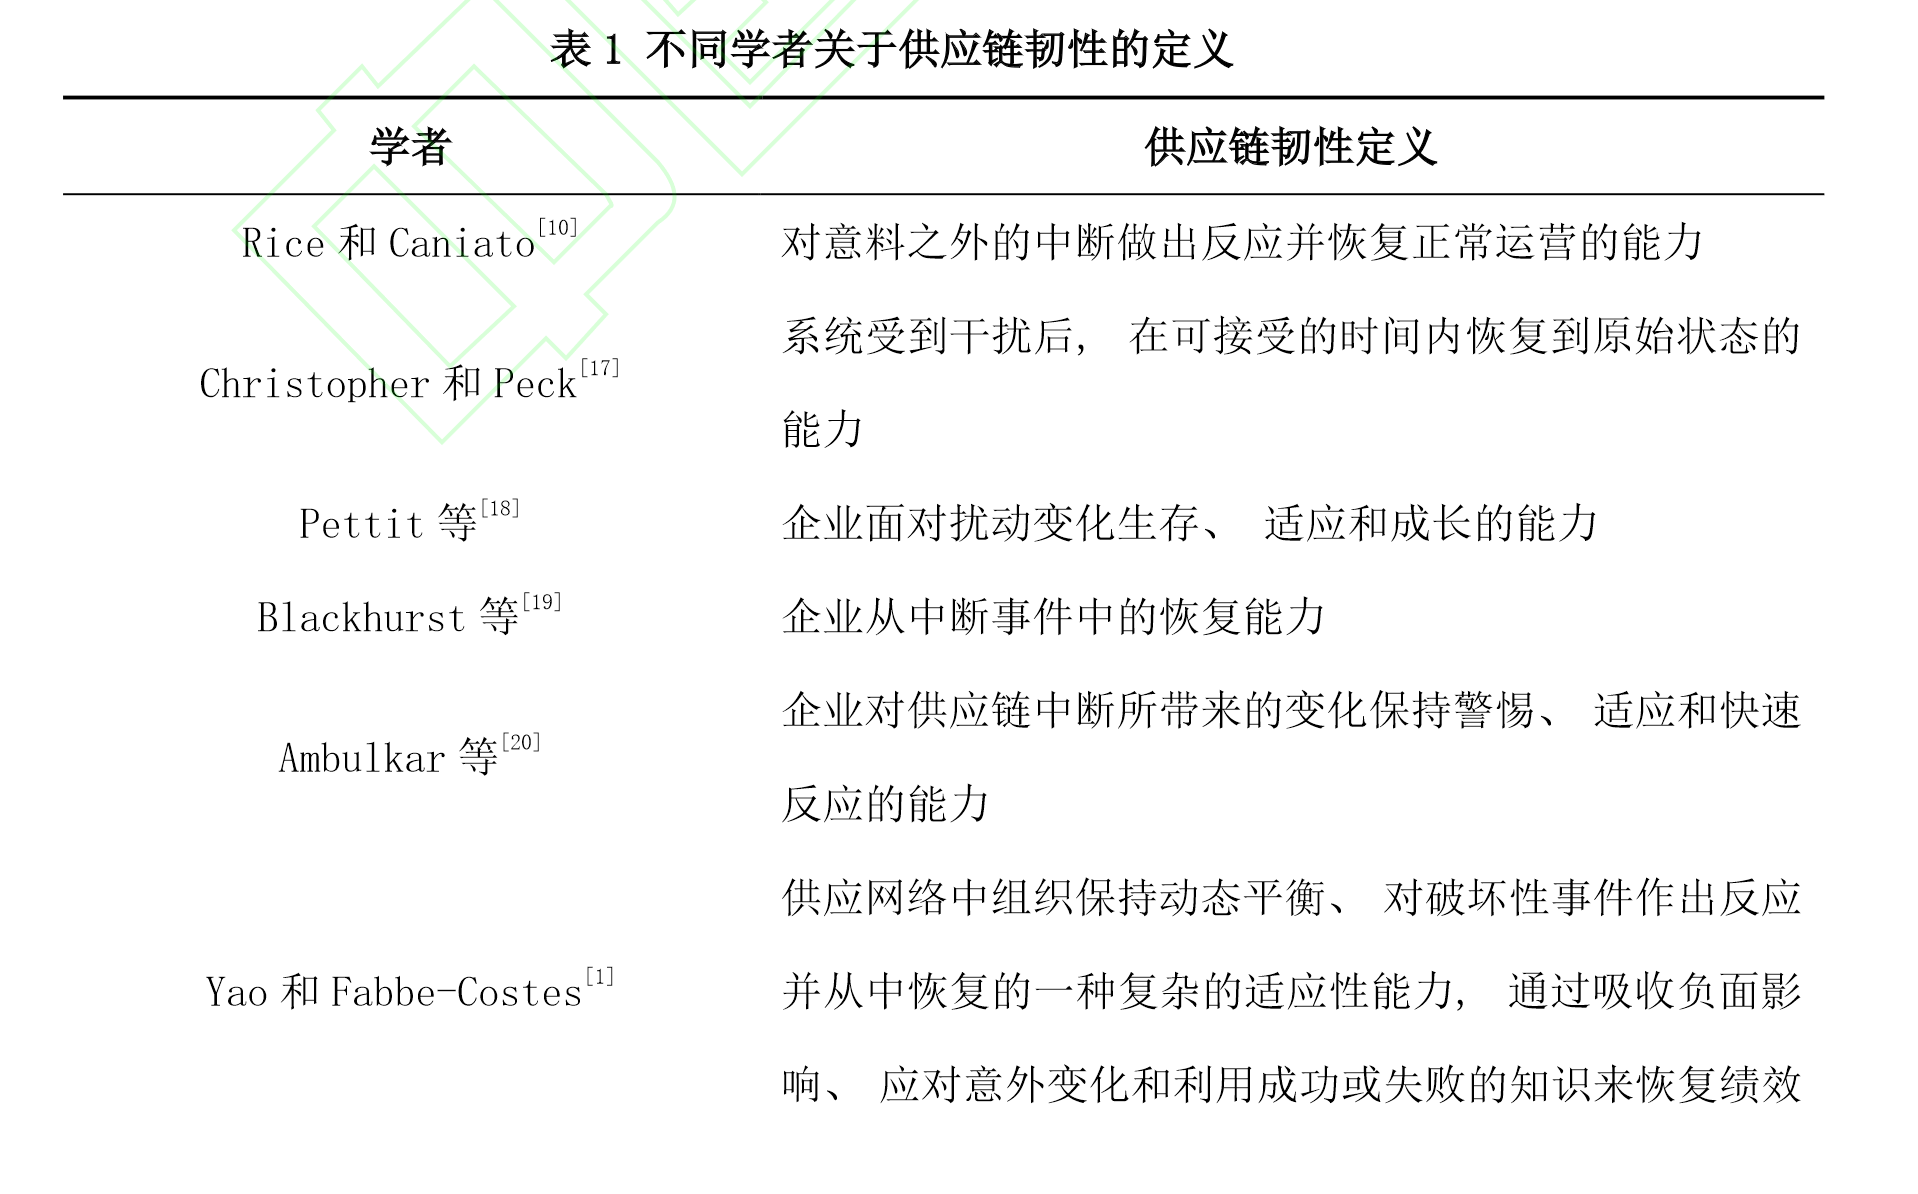 表 1 不同学者关于供应链韧性的定义
学者 供应链韧性定义
Rice 和 Caniato[10] 对意料之外的中断做出反应并恢复正常运营的能力
系统受到干扰后, 在可接受的时间内恢复到原始状态的
Christopher 和 Peck[17]
能力
Pettit 等[18] 企业面对扰动变化生存、 适应和成长的能力
Blackhurst 等[19] 企业从中断事件中的恢复能力
企业对供应链中断所带来的变化保持警惕、 适应和快速
Ambulkar 等[20]
反应的能力
供应网络中组织保持动态平衡、 对破坏性事件作出反应
Yao 和 Fabbe-Costes[1] 并从中恢复的一种复杂的适应性能力, 通过吸收负面影
响、 应对意外变化和利用成功或失败的知识来恢复绩效